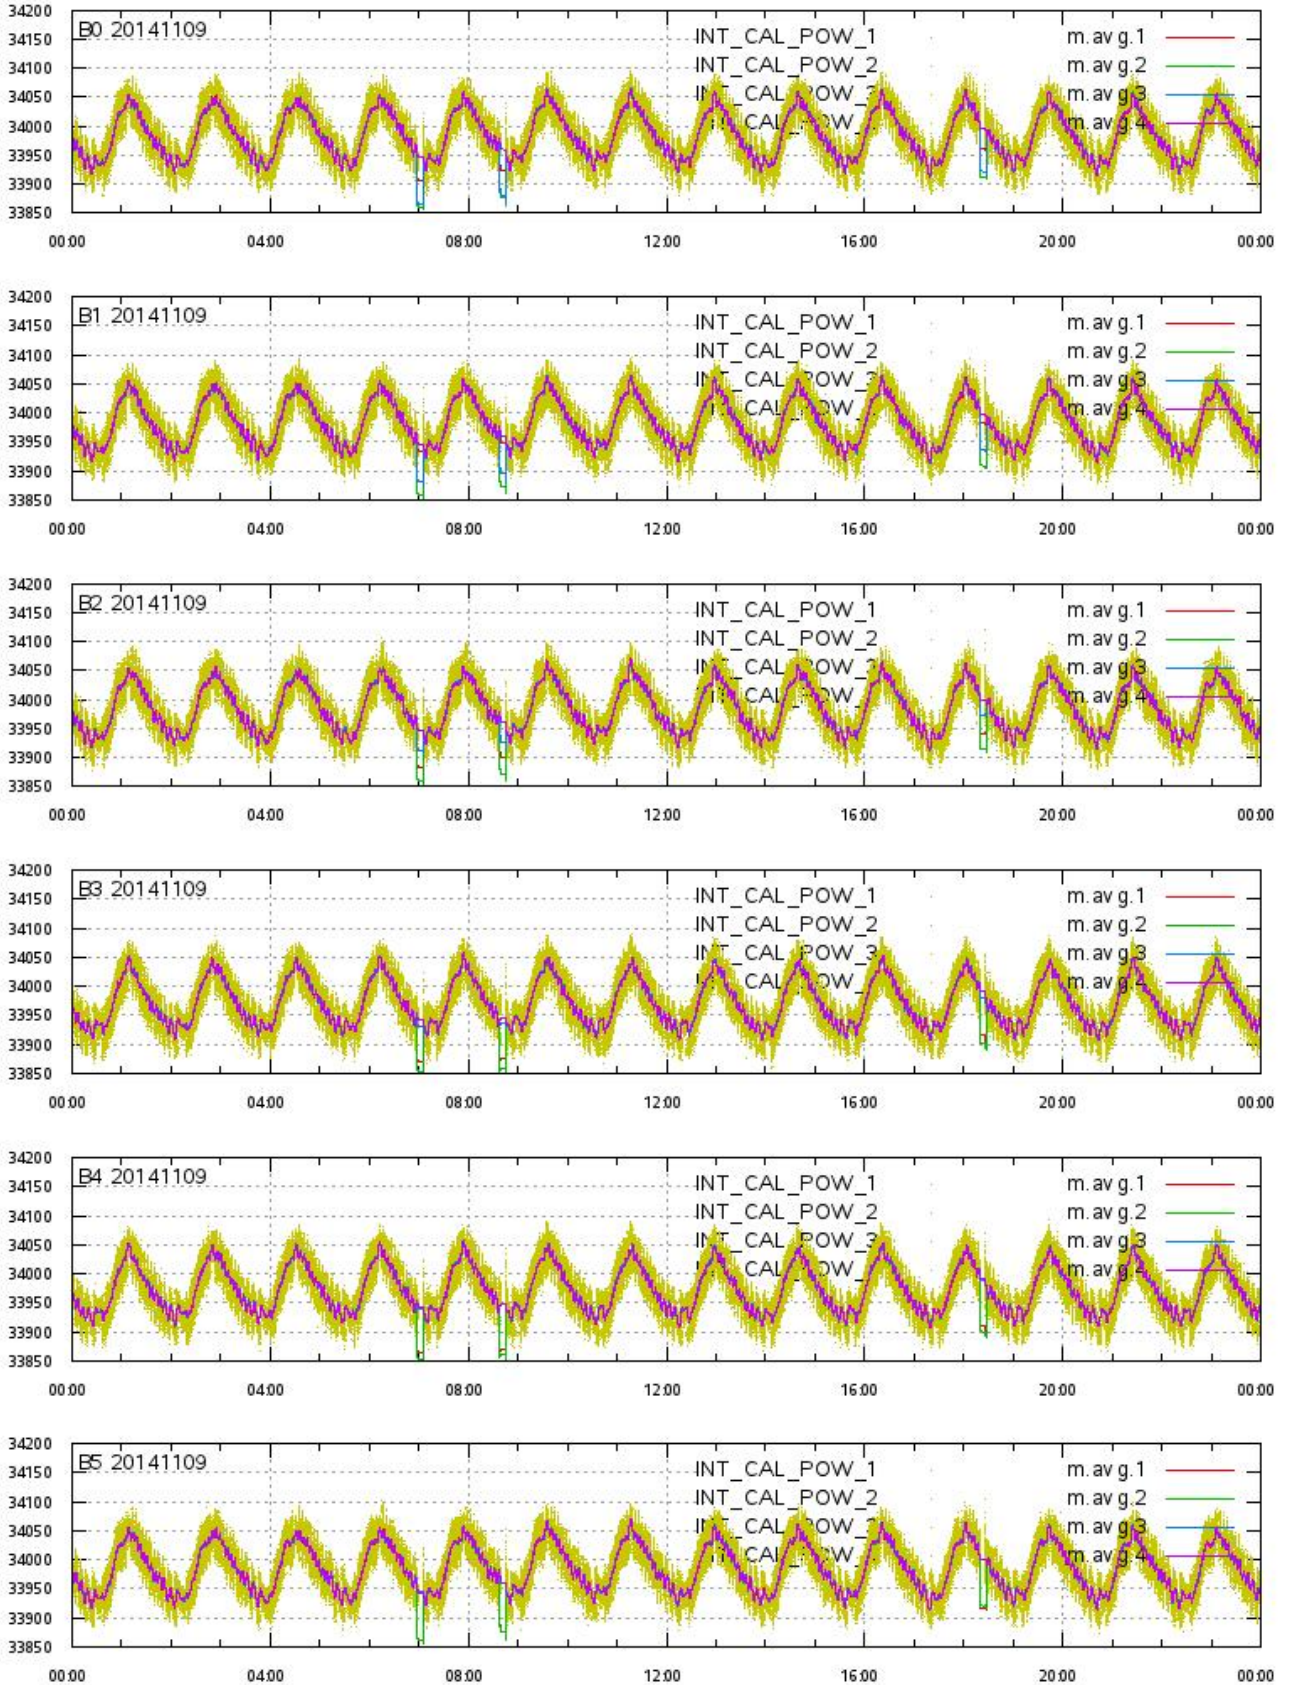 34200
34150 B0 20141109 INT_CAL_POW_1 m.avg.1
34100 INT_CAL_POW_2 m.avg.2
34050 m.avg.3
34000 m.avg.4
33950
33900
33850
00:00 04:00 08:00 12:00 16:00 20:00 00:00
34200
34150 B1 20141109 INT_CAL_POW_1 m.avg.1
34100 INT_CAL_POW_2 m.avg.2
34050 m.avg.3
34000 m.avg.4
33950
33900
33850
00:00 04:00 08:00 12:00 16:00 20:00 00:00
34200
34150 B2 20141109 INT_CAL_POW_1 m.avg.1
34100 INT_CAL_POW_2 m.avg.2
34050 m.avg.3
34000 m.avg.4
33950
33900
33850
00:00 04:00 08:00 12:00 16:00 20:00 00:00
34200
34150 B3 20141109 INT_CAL_POW_1 m.avg.1
34100 INT_CAL_POW_2 m.avg.2
34050 INT_CAL_POW_3 m.avg.3
34000 m.avg.4
33950
33900
33850
00:00 04:00 08:00 12:00 16:00 20:00 00:00
34200
34150 B4 20141109 INT_CAL_POW_1 m.avg.1
34100 INT_CAL_POW_2 m.avg.2
34050 INT_CAL_POW_3 m.avg.3
34000 m.avg.4
33950
33900
33850
00:00 04:00 08:00 12:00 16:00 20:00 00:00
34200
34150 B5 20141109 INT_CAL_POW_1 m.avg.1
34100 INT_CAL_POW_2 m.avg.2
34050 m.avg.3
34000 m.avg.4
33950
33900
33850
00:00 04:00 08:00 12:00 16:00 20:00 00:00